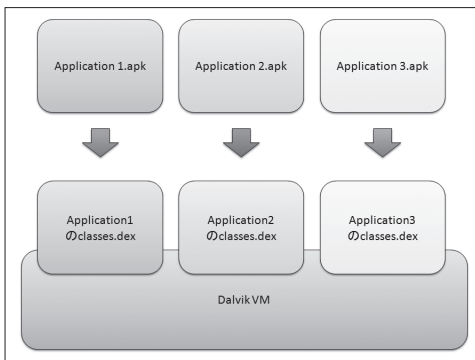 Application 1.apk
Application 2.apk
Application 3.apk
Application1
のclasses.dex
Application2
のclasses.dex
Application3
のclasses.dex
Dalvik VM